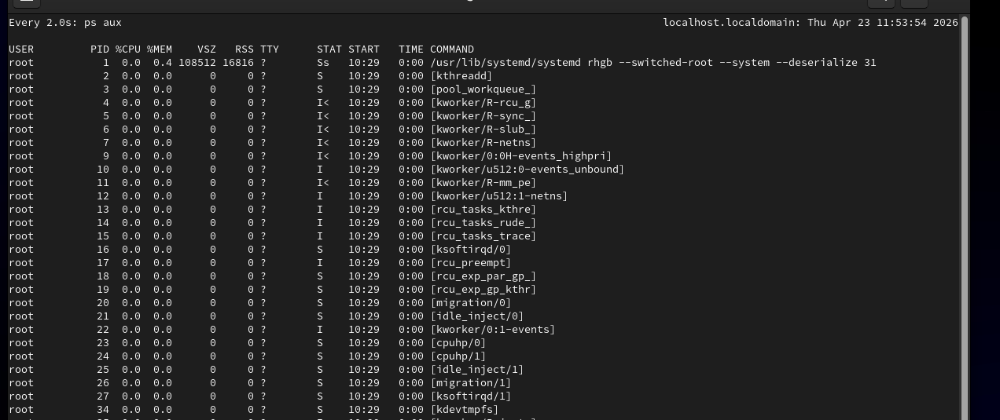 Every 2.0s: ps aux localhost.localdomain: Thu Apr 23 11:53:54 2026
USER PID %CPU %MEM VSZ RSS TTY STAT START TIME COMMAND
root 1 0.0 0.4 108512 16816 ? Ss 10:29 0:00 /usr/lib/systemd/systemd rhgb --switched-root --system --deserialize 31
root 2 0.0 0.0 0 0 ? S 10:29 0:00 [kthreadd]
root 3 0.0 0.0 0 0 ? S 10:29 0:00 [pool_workqueue_]
root 4 0.0 0.0 0 0 ? I< 10:29 0:00 [kworker/R-rcu_g]
root 5 0.0 0.0 0 0 ? I< 10:29 0:00 [kworker/R-sync_]
root 6 0.0 0.0 0 0 ? I< 10:29 0:00 [kworker/R-slub_]
root 7 0.0 0.0 0 0 ? I< 10:29 0:00 [kworker/R-netns]
root 9 0.0 0.0 0 0 ? I< 10:29 0:00 [kworker/0:0H-events_highpri]
root 10 0.0 0.0 0 0 ? I 10:29 0:00 [kworker/u512:0-events_unbound]
root 11 0.0 0.0 0 0 ? I< 10:29 0:00 [kworker/R-mm_pe]
root 12 0.0 0.0 0 0 ? I 10:29 0:00 [kworker/u512:1-netns]
root 13 0.0 0.0 0 0 ? I 10:29 0:00 [rcu_tasks_kthre]
root 14 0.0 0.0 0 0 ? I 10:29 0:00 [rcu_tasks_rude_]
root 15 0.0 0.0 0 0 ? I 10:29 0:00 [rcu_tasks_trace]
root 16 0.0 0.0 0 0 ? S 10:29 0:00 [ksoftirqd/0]
root 17 0.0 0.0 0 0 ? I 10:29 0:00 [rcu_preempt]
root 18 0.0 0.0 0 0 ? S 10:29 0:00 [rcu_exp_par_gp_]
root 19 0.0 0.0 0 0 ? S 10:29 0:00 [rcu_exp_gp_kthr]
root 20 0.0 0.0 0 0 ? S 10:29 0:00 [migration/0]
root 21 0.0 0.0 0 0 ? S 10:29 0:00 [idle_inject/0]
root 22 0.0 0.0 0 0 ? I 10:29 0:00 [kworker/0:1-events]
root 23 0.0 0.0 0 0 ? S 10:29 0:00 [cpuhp/0]
root 24 0.0 0.0 0 0 ? S 10:29 0:00 [cpuhp/1]
root 25 0.0 0.0 0 0 ? S 10:29 0:00 [idle_inject/1]
root 26 0.0 0.0 0 0 ? S 10:29 0:00 [migration/1]
root 27 0.0 0.0 0 0 ? S 10:29 0:00 [ksoftirqd/1]
root 34 0.0 0.0 0 0 ? S 10:29 0:00 [kdevtmpfs]